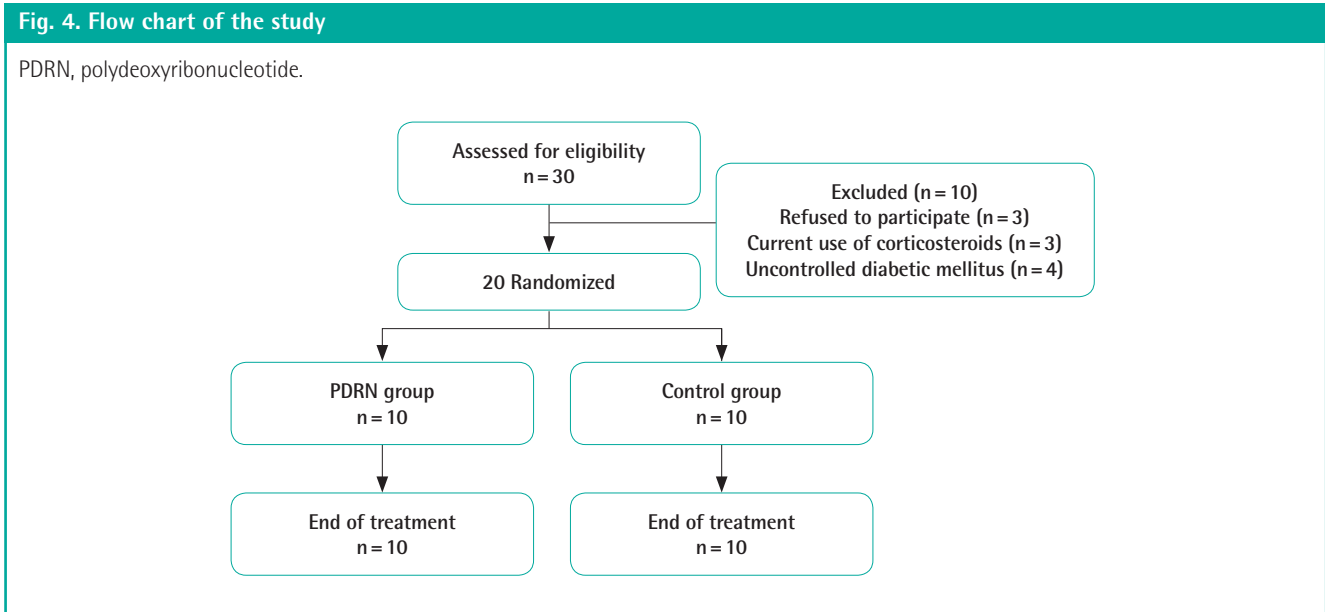 Fig. 4. Flow chart of the study
PDRN, polydeoxyribonucleotide.
Assessed for eligibility
n = 30
Excluded (n = 10)
Refused to participate (n = 3)
Current use of corticosteroids (n = 3)
Uncontrolled diabetic mellitus (n = 4)
20 Randomized
PDRN group
n = 10
Control group
n = 10
End of treatment
n = 10
End of treatment
n = 10